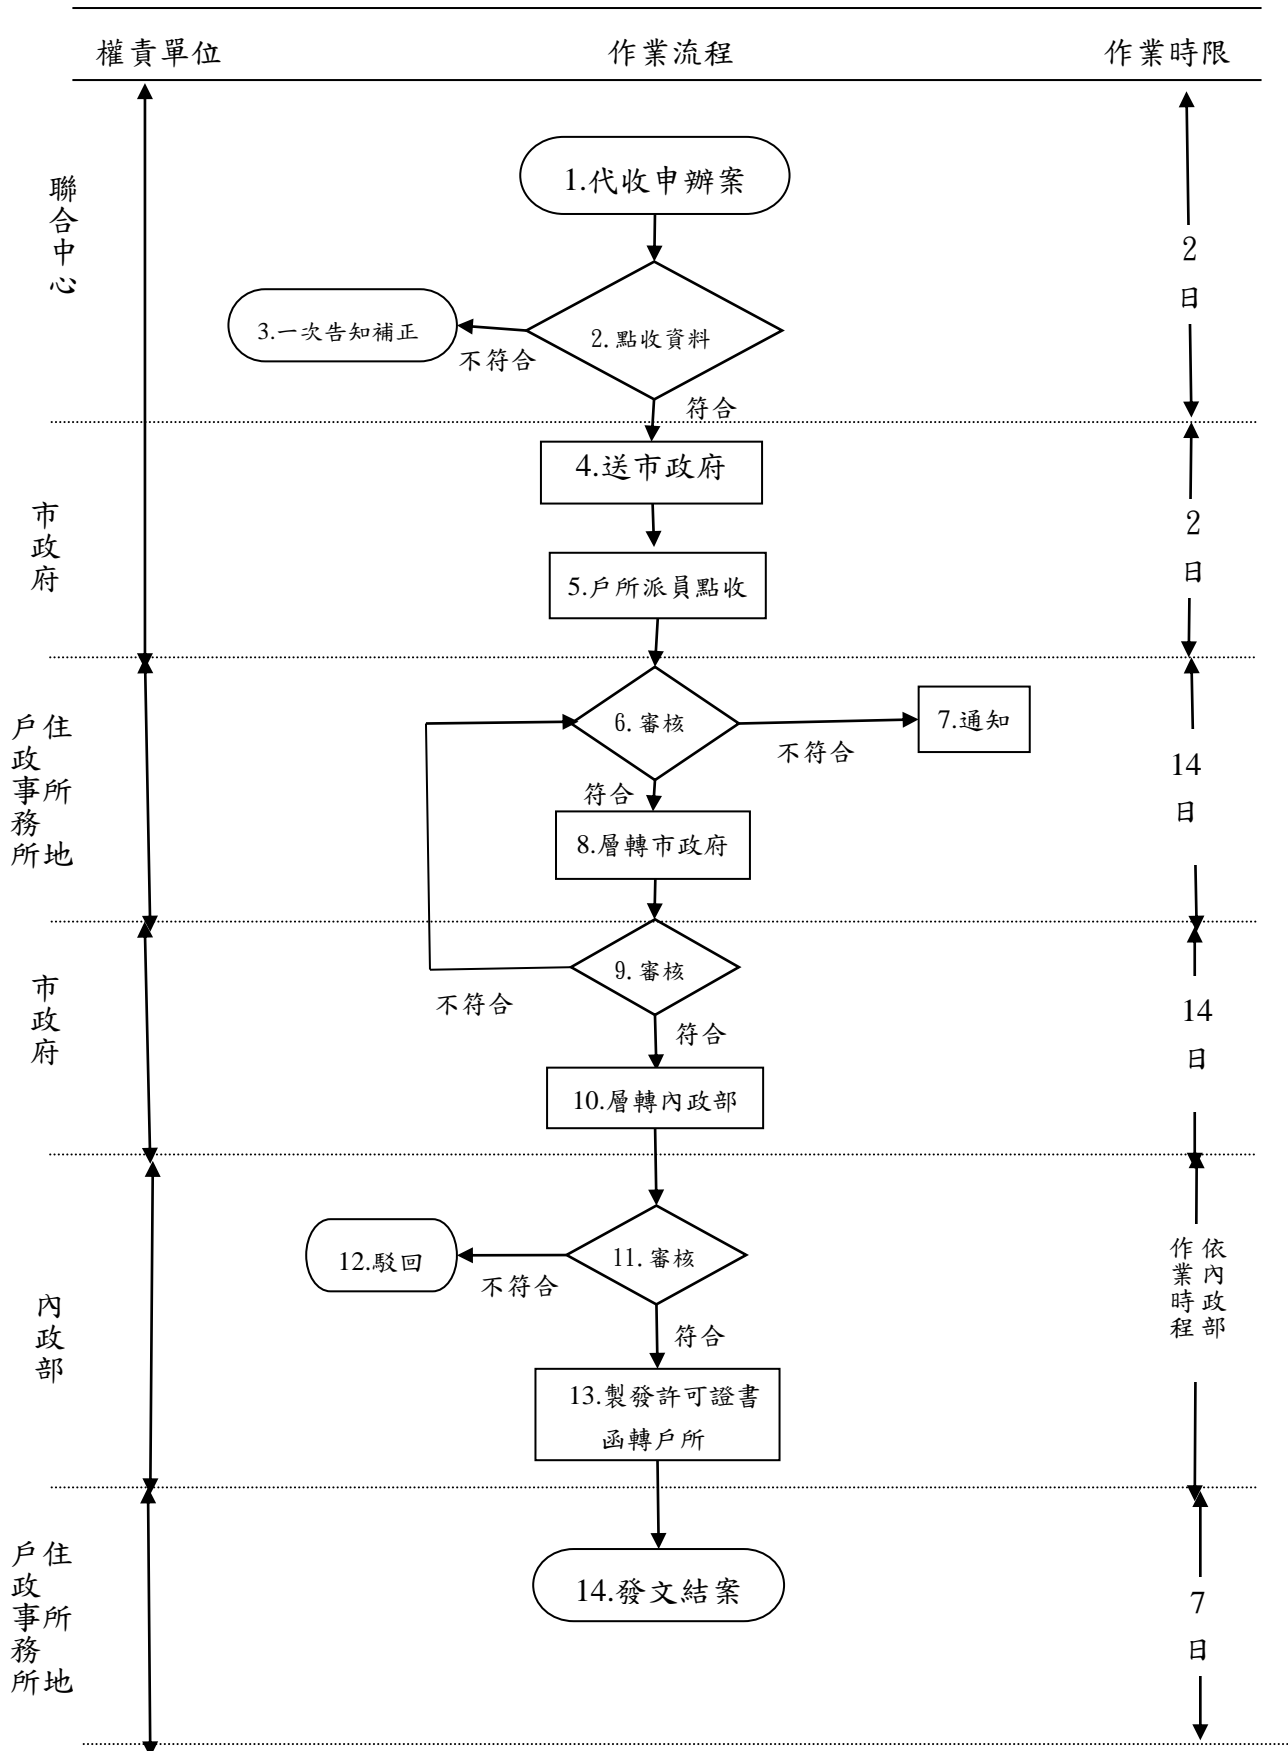 權責單位
作業流程
作業時限
聯合中心
1.代收申辦案
2
日
3.一次告知補正
2.點收資料
不符合
符合
市政府
4.送市政府
2
日
5.戶所派員點收
住所地
戶政事務所
6.審核
7.通知
不符合
14
日
符合
8.層轉市政府
市政府
9.審核
不符合
14
日
符合
10.層轉內政部
內政部
11.審核
12.駁回
不符合
依內政部
作業時程
符合
13.製發許可證書
函轉戶所
住所地
戶政事務所
14.發文結案
7
日